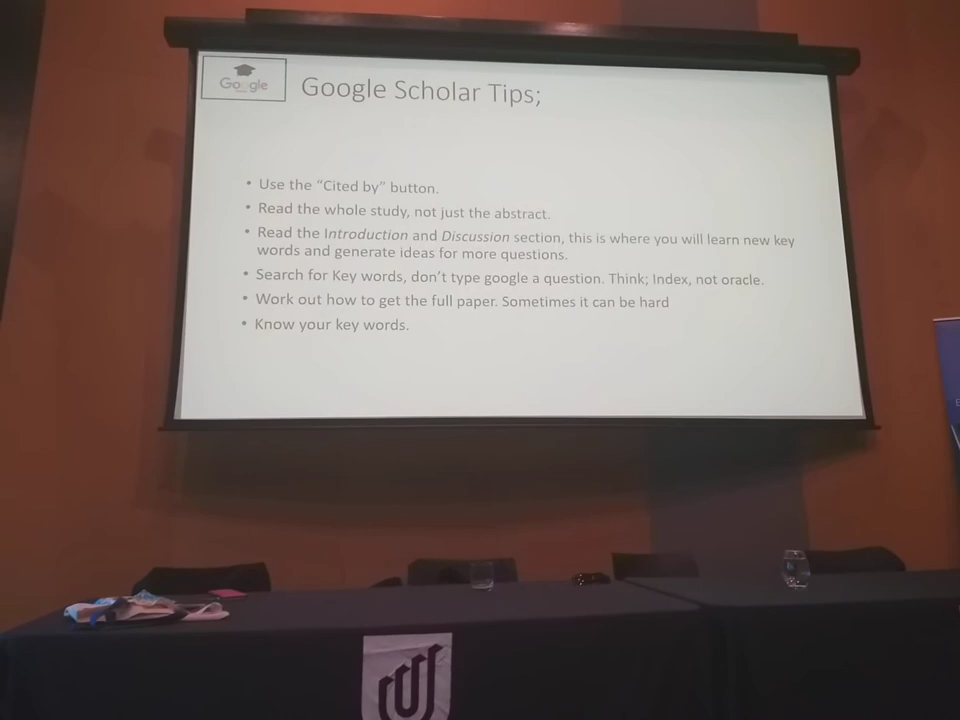 Google
Google Scholar Tips;
• Use the “Cited by” button.
• Read the whole study, not just the abstract.
• Read the Introduction and Discussion section, this is where you will learn new key
words and generate ideas for more questions.
• Search for Key words, don’t type google a question. Think; Index, not oracle.
• Work out how to get the full paper. Sometimes it can be hard
• Know your key words.